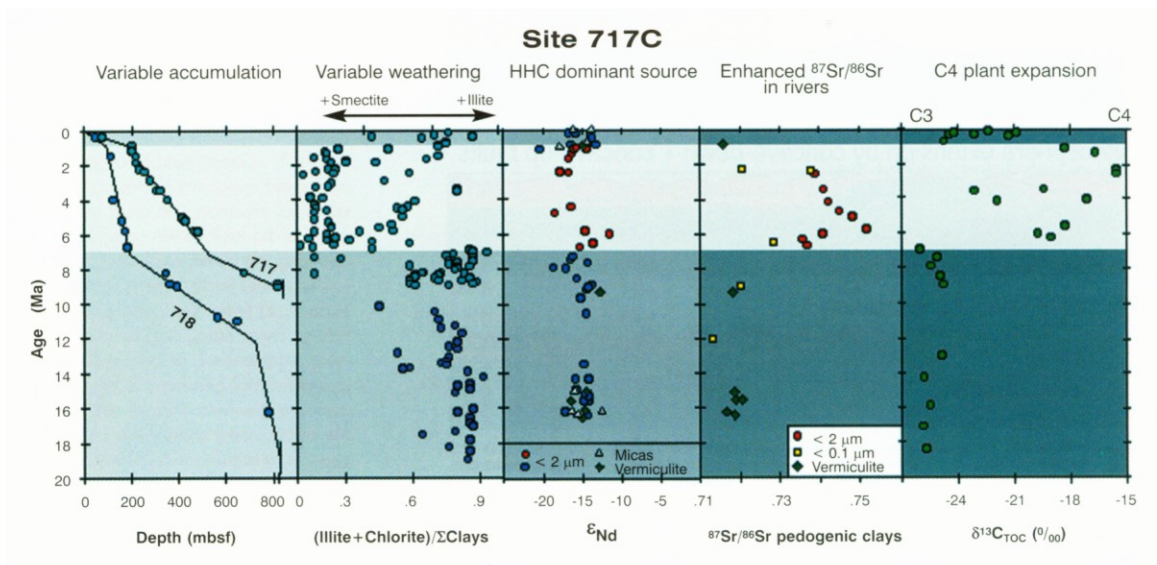 Site 717C
Variable accumulation
Variable weathering
HHC dominant source
Enhanced ⁸⁷Sr/⁸⁶Sr
in rivers
C4 plant expansion
+Smectite
+Illite
C3
C4
Age (Ma)
0
2
4
6
8
10
12
14
16
18
20
717
718
0
200
400
600
800
Depth (mbsf)
0
.3
.6
.9
(Illite+Chlorite)/ΣClays
< 2 μm
Micas
Vermiculite
-20
-15
-10
-5
εNd
< 2 μm
< 0.1 μm
Vermiculite
.71
.73
.75
⁸⁷Sr/⁸⁶Sr pedogenic clays
-24
-21
-18
-15
δ¹³CTOC (⁰/₀₀)